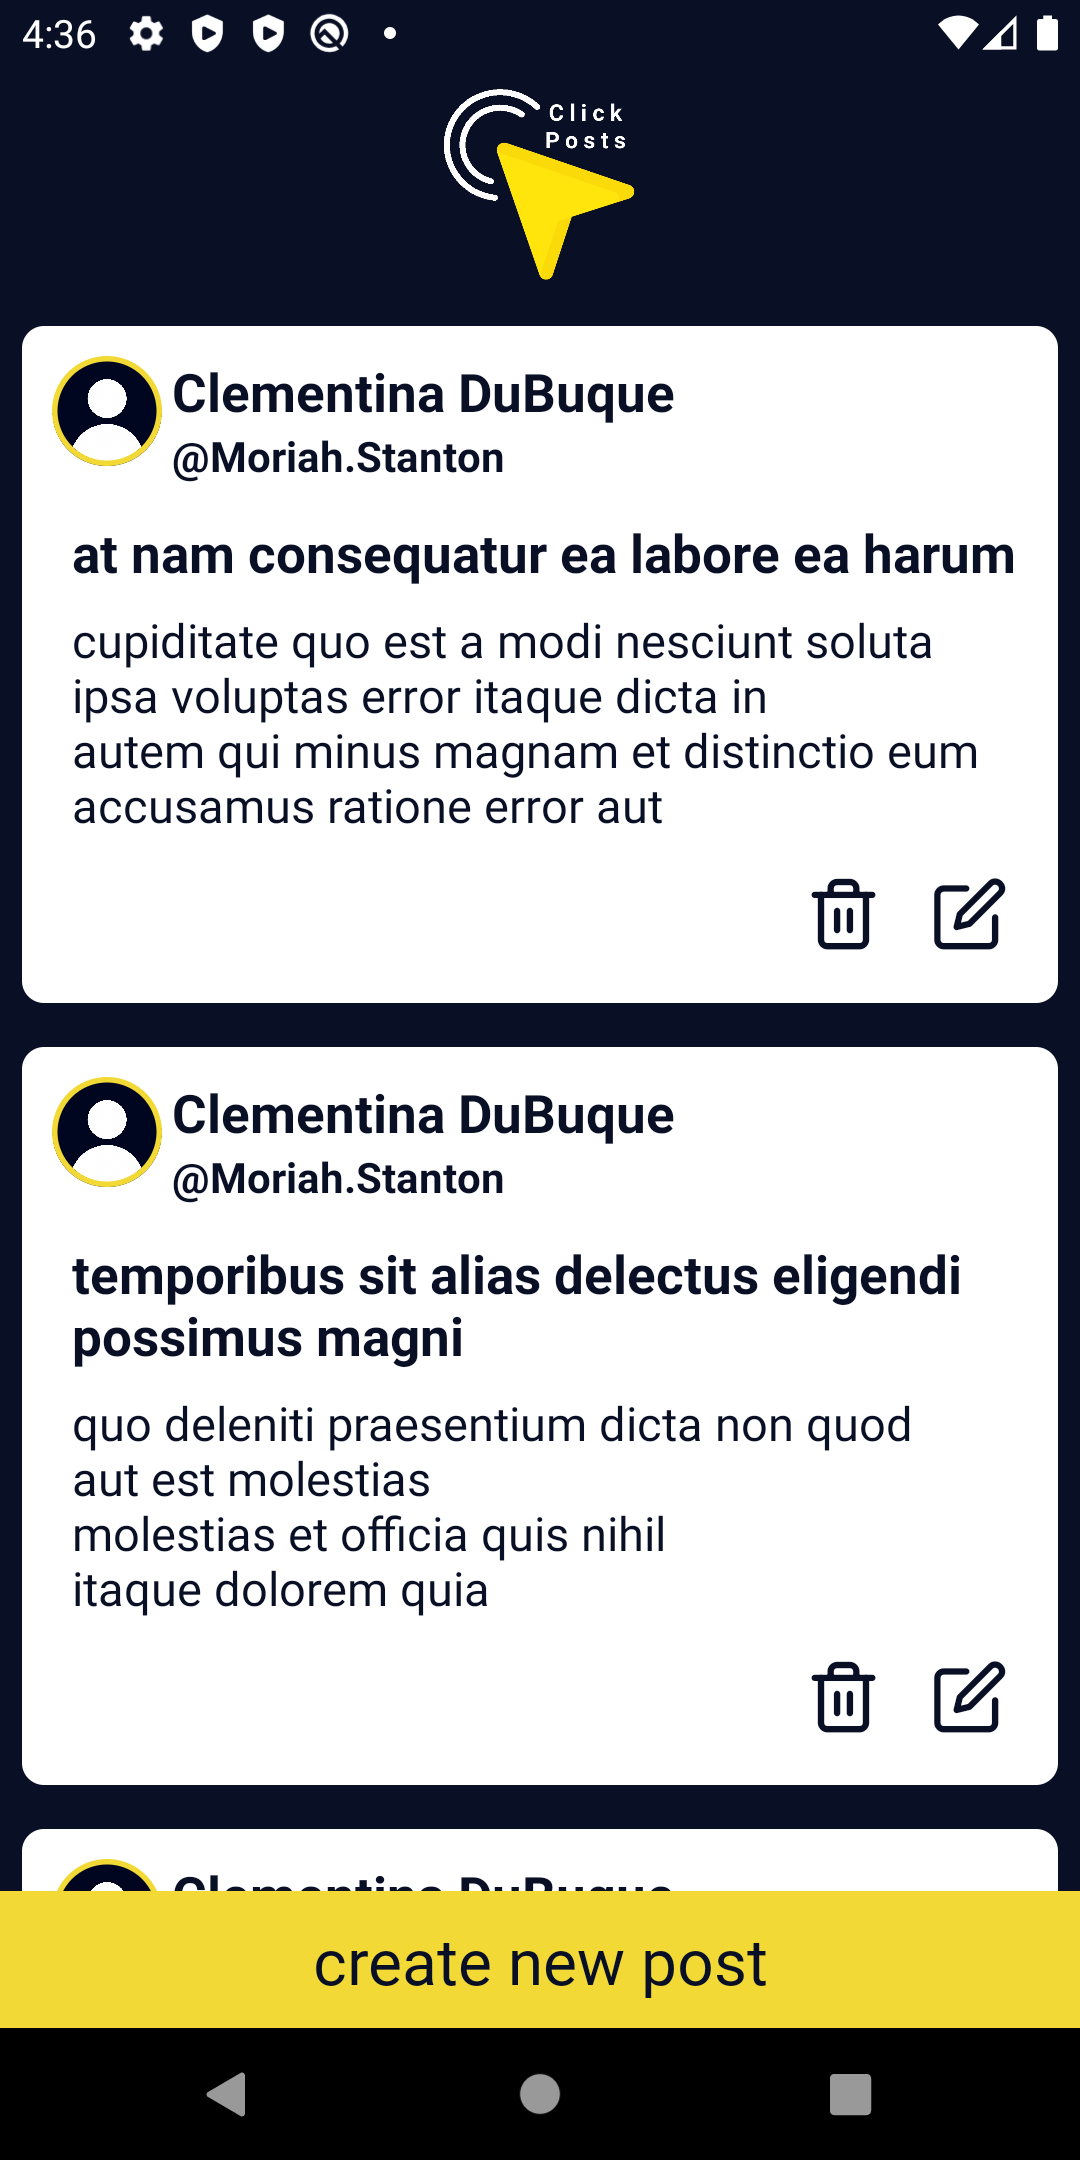 4:36
Click
Posts
Clementina DuBuque
@Moriah.Stanton
at nam consequatur ea labore ea harum
cupiditate quo est a modi nesciunt soluta
ipsa voluptas error itaque dicta in
autem qui minus magnam et distinctio eum
accusamus ratione error aut
Clementina DuBuque
@Moriah.Stanton
temporibus sit alias delectus eligendi
possimus magni
quo deleniti praesentium dicta non quod
aut est molestias
molestias et officia quis nihil
itaque dolorem quia
Clementina DuBuque
create new post